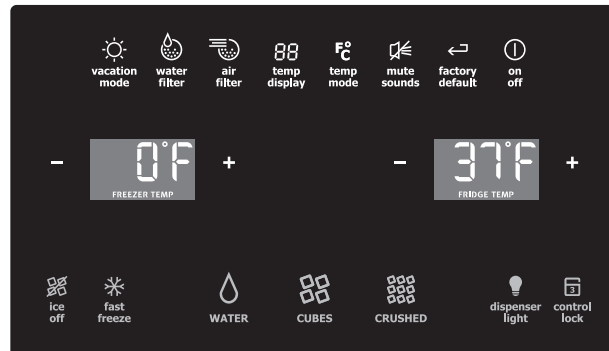 88 F°C
vacation water air temp temp mute factory on
mode filter filter display mode sounds default off
- 0°F + - 37°F +
FREEZER TEMP FRIDGE TEMP
3
ice fast WATER CUBES CRUSHED dispenser control
off freeze light lock